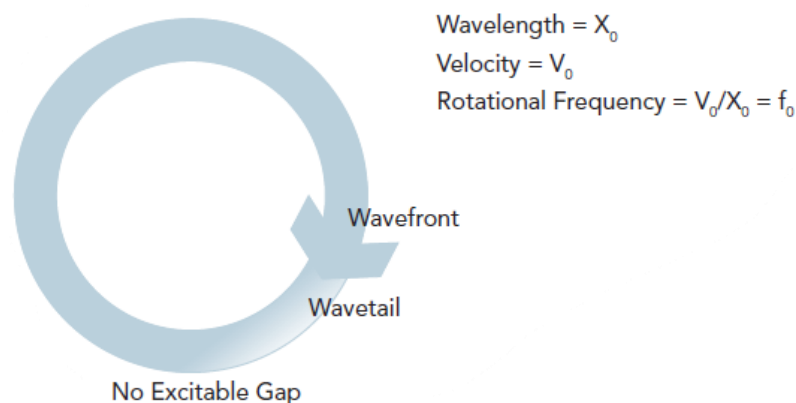 Wavelength = X₀
Velocity = V₀
Rotational Frequency = V₀/X₀ = f₀
Wavefront
Wavetail
No Excitable Gap